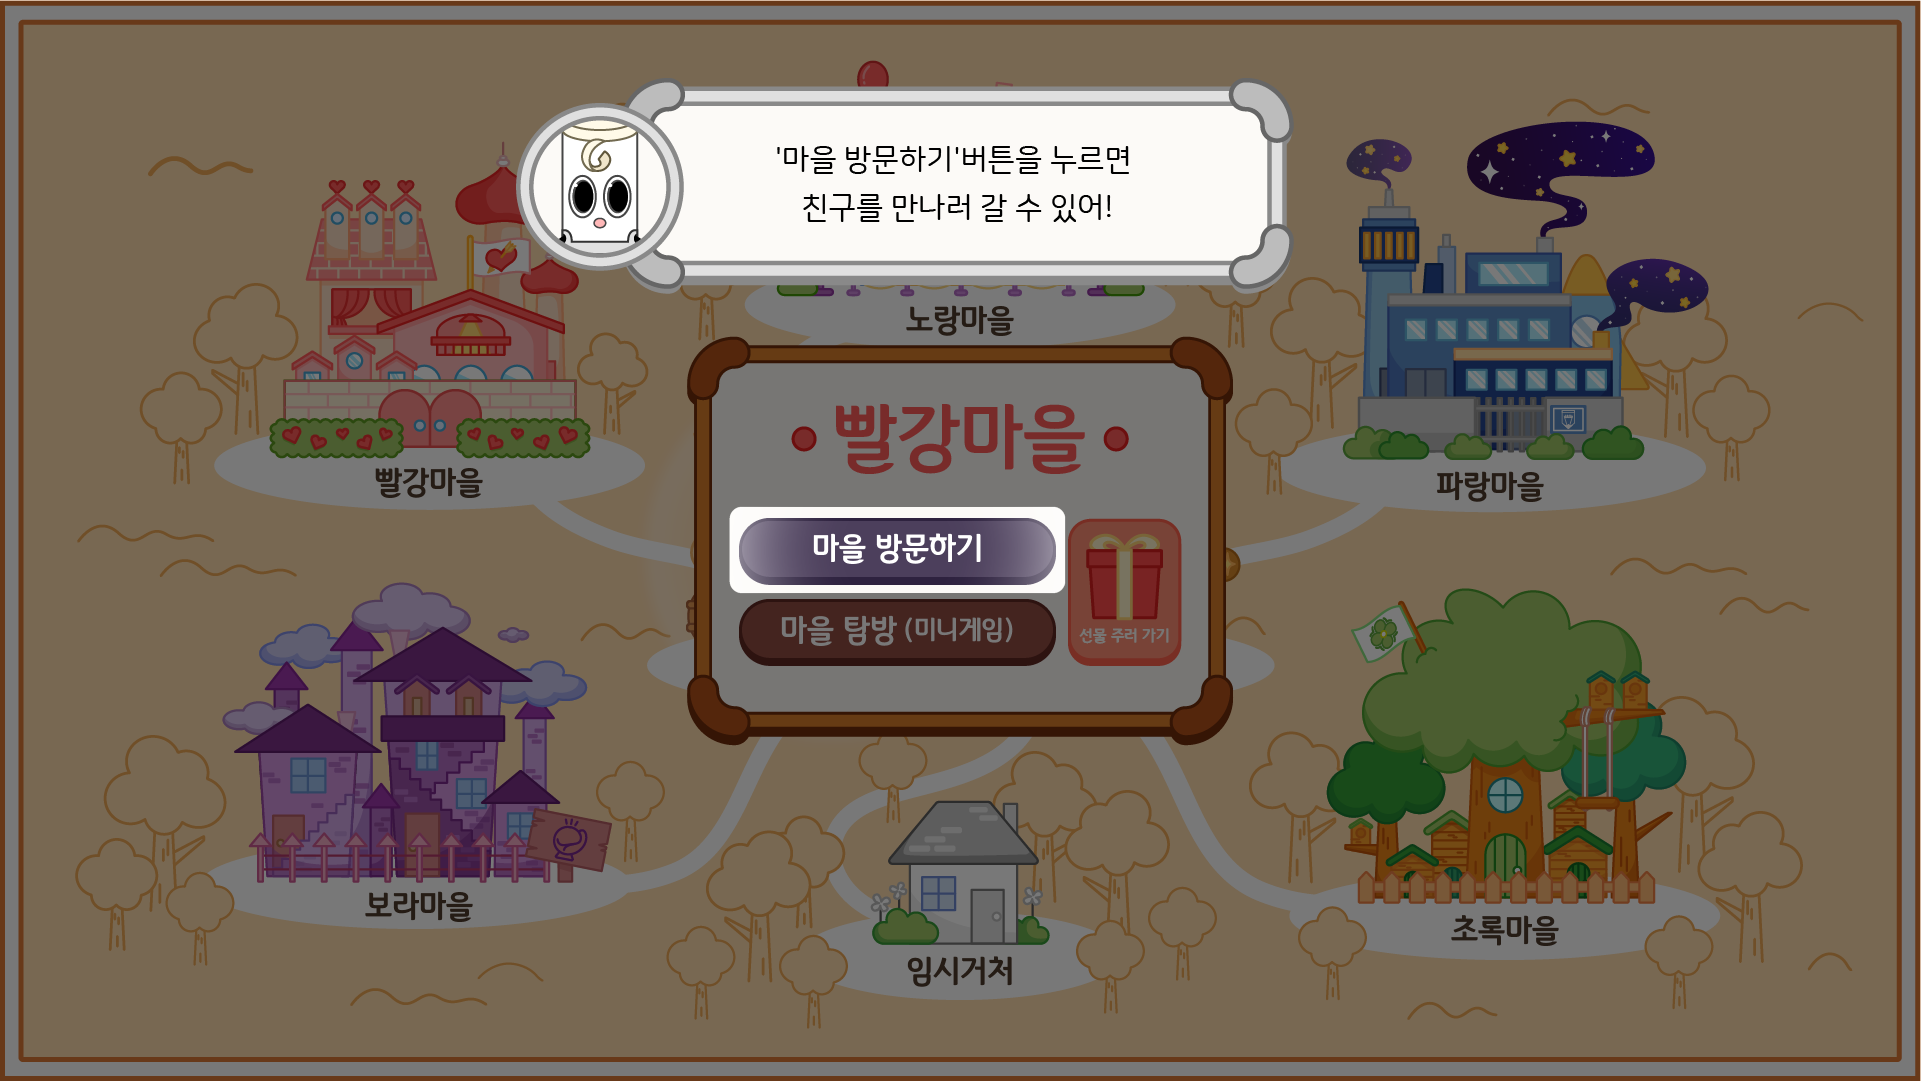 '마을 방문하기'버튼을 누르면
친구를 만나러 갈 수 있어!
노랑마을
빨강마을
파랑마을
빨강마을
마을 방문하기
마을 탐방 (미니게임)
선물 주러 가기
보라마을
임시거처
초록마을